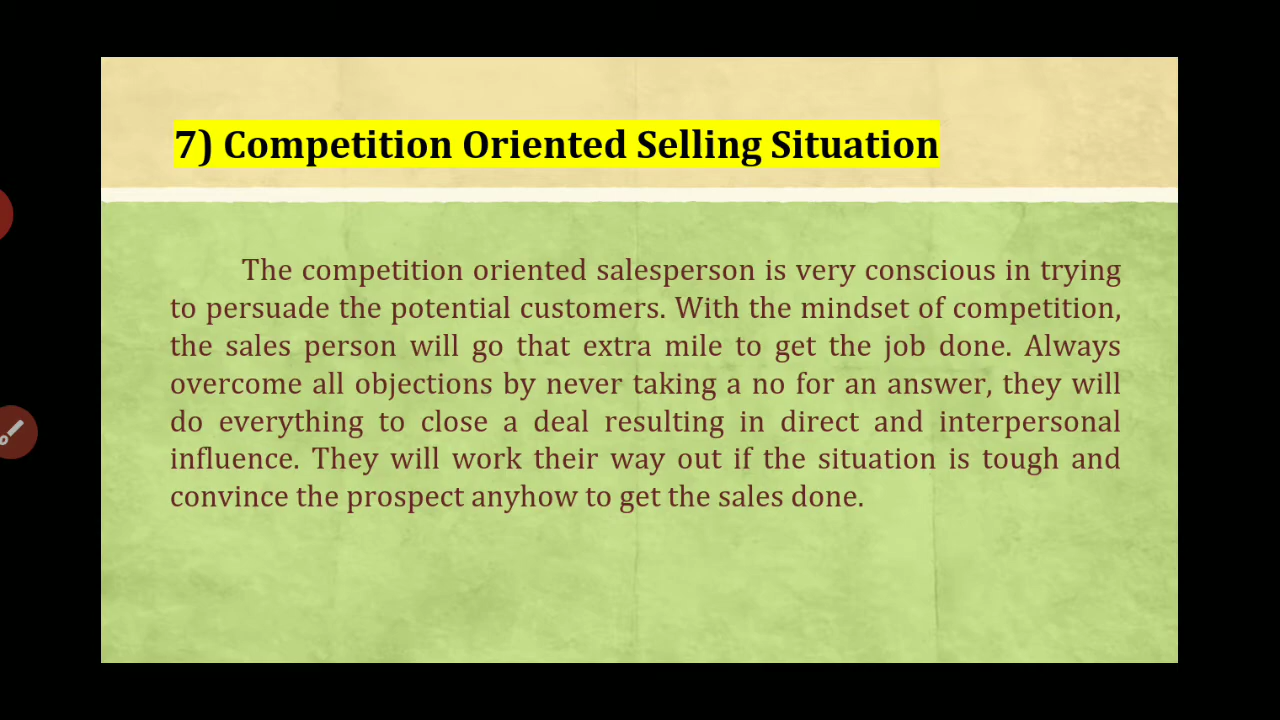 7) Competition Oriented Selling Situation
The competition oriented salesperson is very conscious in trying
to persuade the potential customers. With the mindset of competition,
the sales person will go that extra mile to get the job done. Always
overcome all objections by never taking a no for an answer, they will
do everything to close a deal resulting in direct and interpersonal
influence. They will work their way out if the situation is tough and
convince the prospect anyhow to get the sales done.